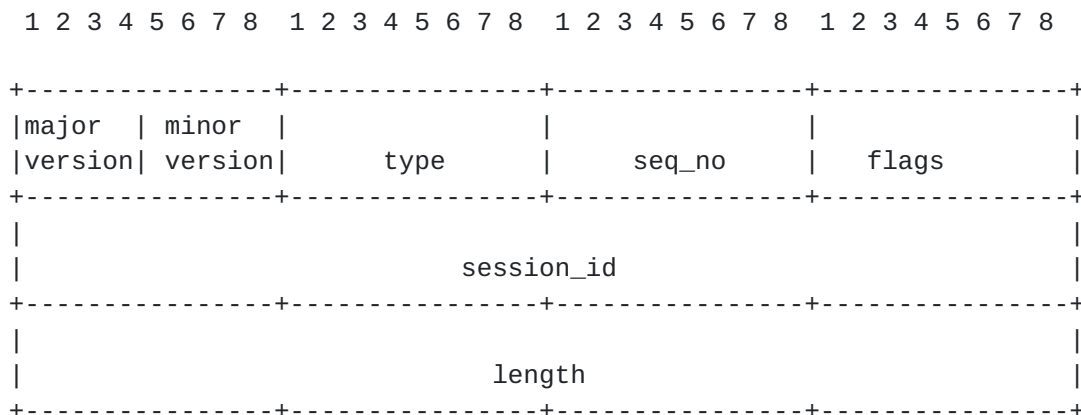 1 2 3 4 5 6 7 8  1 2 3 4 5 6 7 8  1 2 3 4 5 6 7 8  1 2 3 4 5 6 7 8
+----------------+----------------+----------------+----------------+
|major  | minor  |                |                |                |
|version| version|      type      |     seq_no     |   flags        |
+----------------+----------------+----------------+----------------+
|                                                                   |
|                            session_id                             |
+----------------+----------------+----------------+----------------+
|                                                                   |
|                              length                               |
+----------------+----------------+----------------+----------------+